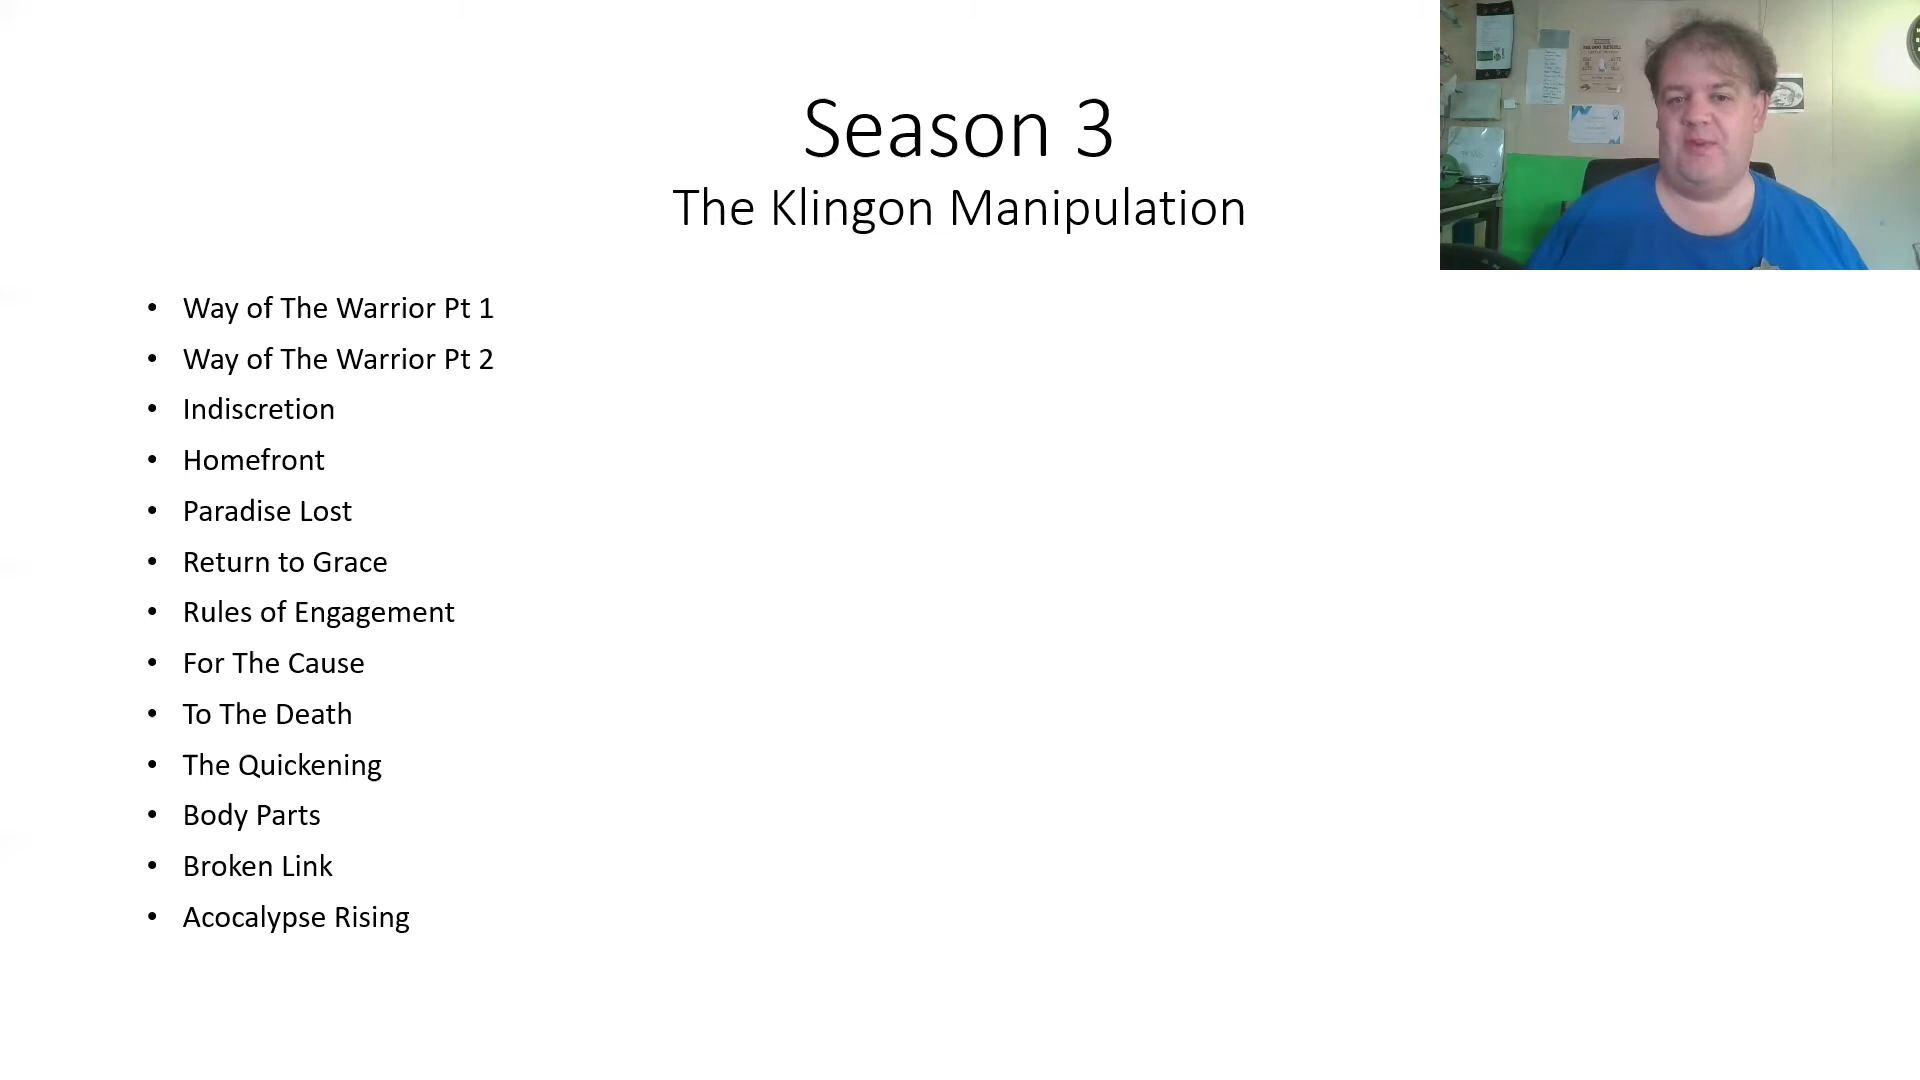 Season 3
The Klingon Manipulation
• Way of The Warrior Pt 1
• Way of The Warrior Pt 2
• Indiscretion
• Homefront
• Paradise Lost
• Return to Grace
• Rules of Engagement
• For The Cause
• To The Death
• The Quickening
• Body Parts
• Broken Link
• Acocalypse Rising